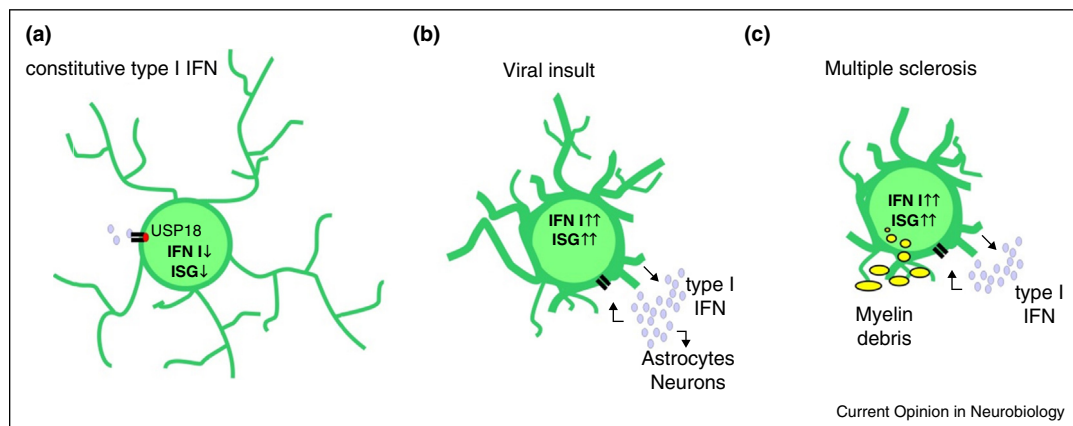 (a)
constitutive type I IFN
USP18
IFN I↓
ISG↓
(b)
Viral insult
IFN I↑↑
ISG↑↑
type I
IFN
Astrocytes
Neurons
(c)
Multiple sclerosis
IFN I↑↑
ISG↑↑
type I
IFN
Myelin
debris
Current Opinion in Neurobiology